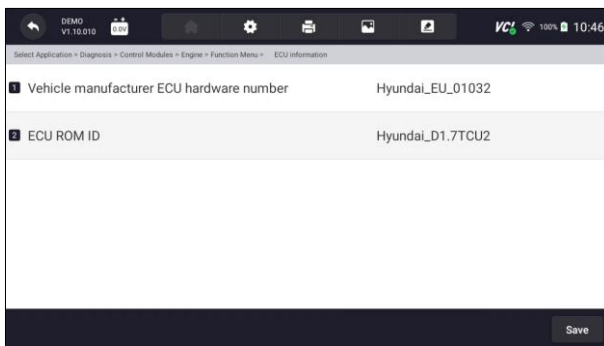 DEMO
V1.10.010
0.0V
VCI 100% 10:46
Select Application > Diagnosis > Control Modules > Engine > Function Menu > ECU information
1 Vehicle manufacturer ECU hardware number Hyundai_EU_01032
2 ECU ROM ID Hyundai_D1.7TCU2
Save